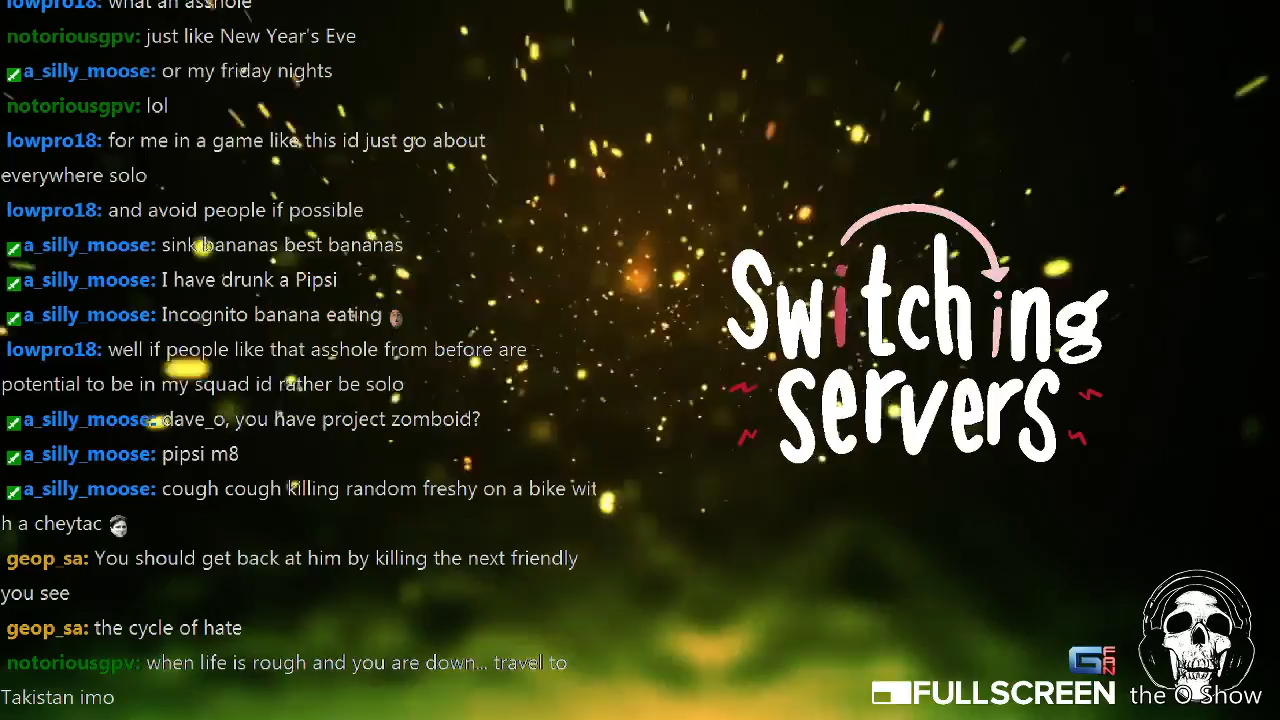 lowpro18: what an asshole
notoriousgpv: just like New Year's Eve
a_silly_moose: or my friday nights
notoriousgpv: lol
lowpro18: for me in a game like this id just go about
everywhere solo
lowpro18: and avoid people if possible
a_silly_moose: sink bananas best bananas
a_silly_moose: I have drunk a Pipsi
a_silly_moose: Incognito banana eating
lowpro18: well if people like that asshole from before are
potential to be in my squad id rather be solo
a_silly_moose: dave_o, you have project zomboid?
a_silly_moose: pipsi m8
a_silly_moose: cough cough killing random freshy on a bike wit
h a cheytac
geop_sa: You should get back at him by killing the next friendly
you see
geop_sa: the cycle of hate
notoriousgpv: when life is rough and you are down... travel to
Takistan imo
Switching
servers
G FAN
FULLSCREEN
the O Show